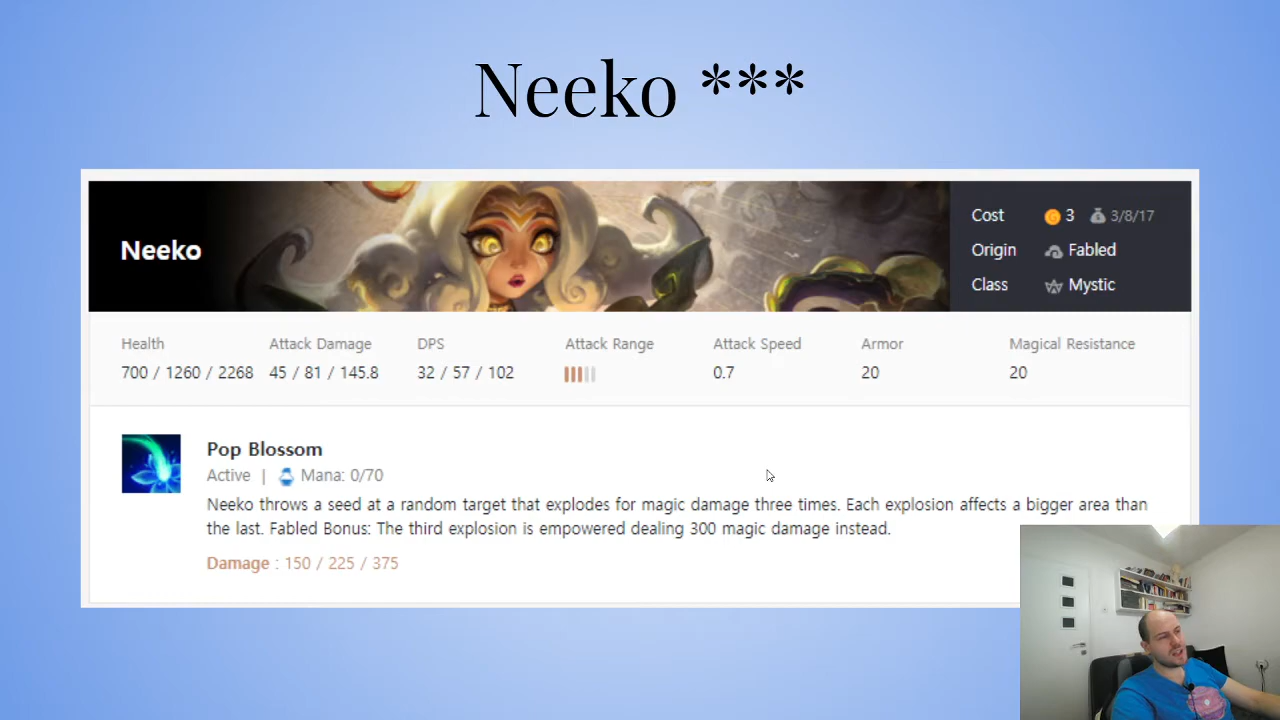 Neeko ***
Neeko
Cost 3 3/8/17
Origin Fabled
Class Mystic
Health Attack Damage DPS Attack Range Attack Speed Armor Magical Resistance
700 / 1260 / 2268 45 / 81 / 145.8 32 / 57 / 102 0.7 20 20
Pop Blossom
Active | Mana: 0/70
Neeko throws a seed at a random target that explodes for magic damage three times. Each explosion affects a bigger area than
the last. Fabled Bonus: The third explosion is empowered dealing 300 magic damage instead.
Damage : 150 / 225 / 375